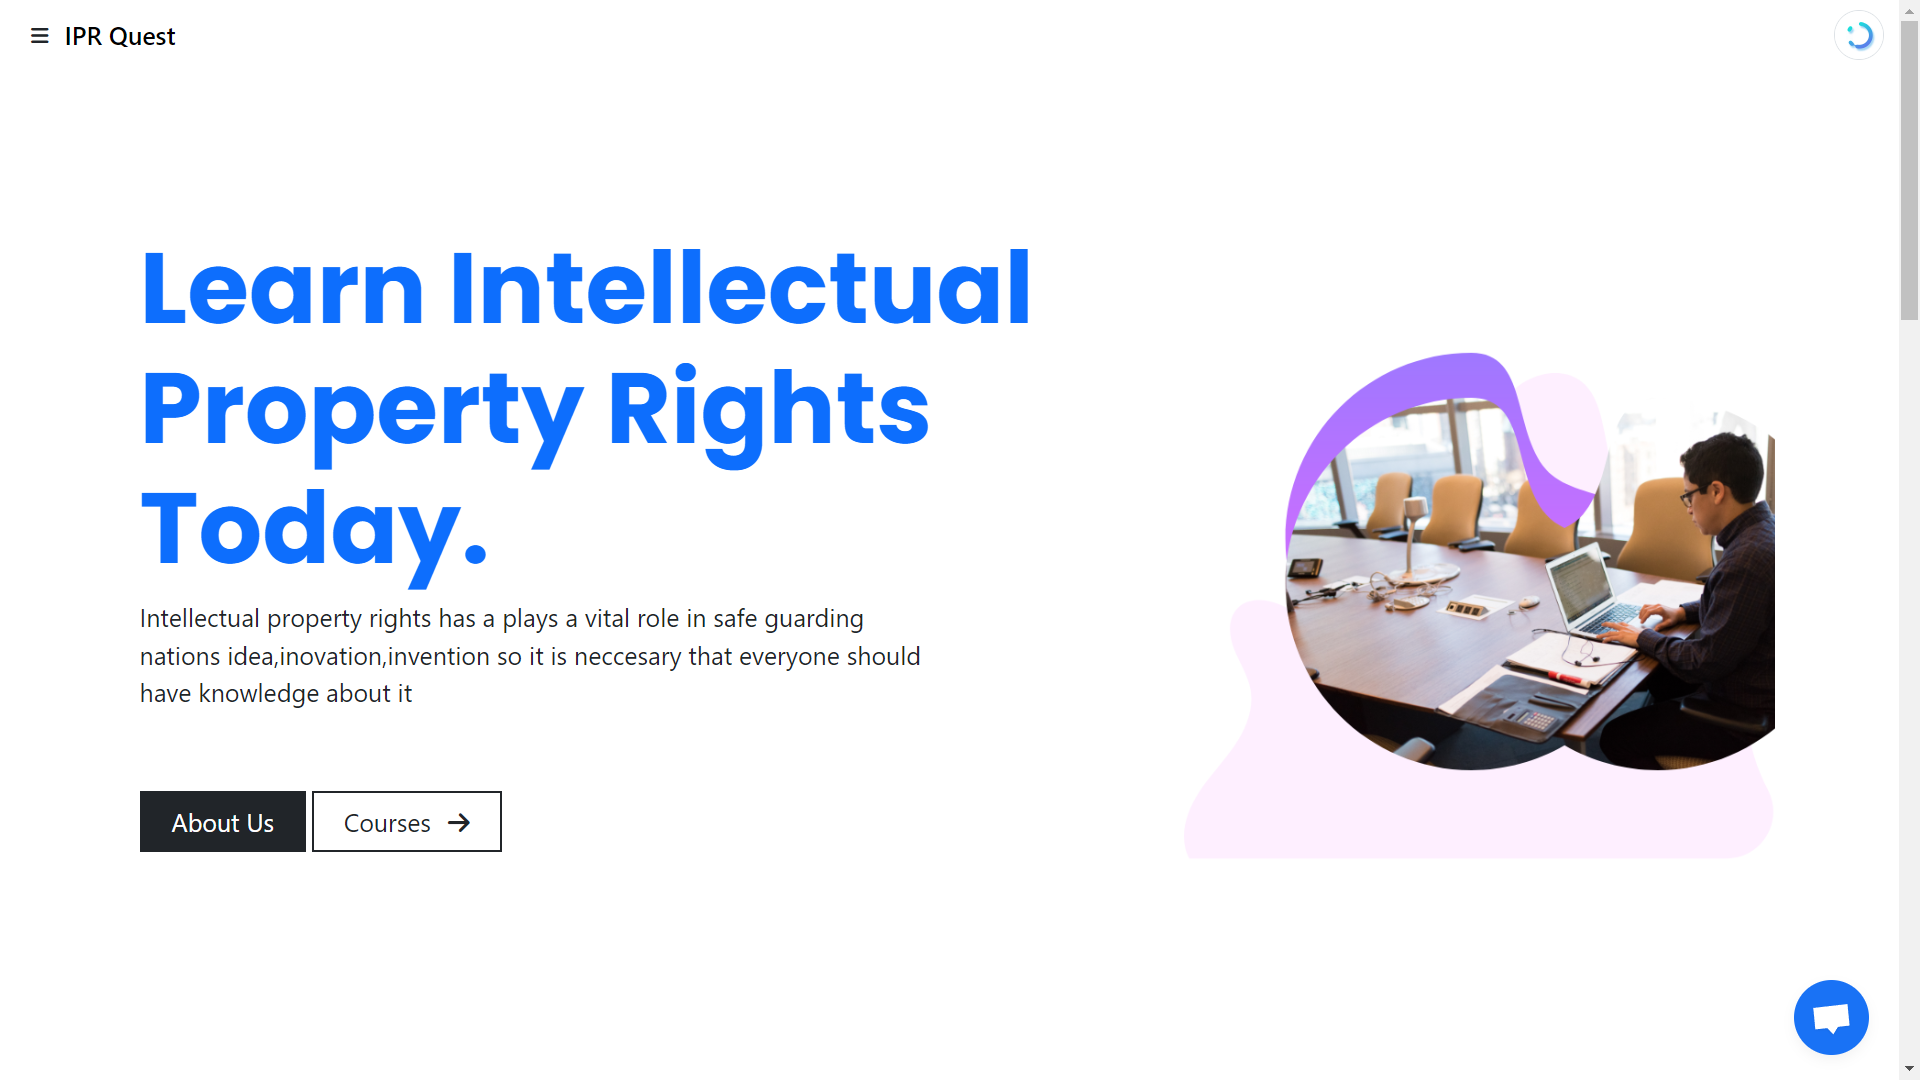 IPR Quest
Learn Intellectual
Property Rights
Today.
Intellectual property rights has a plays a vital role in safe guarding
nations idea,inovation,invention so it is neccesary that everyone should
have knowledge about it
About Us
Courses